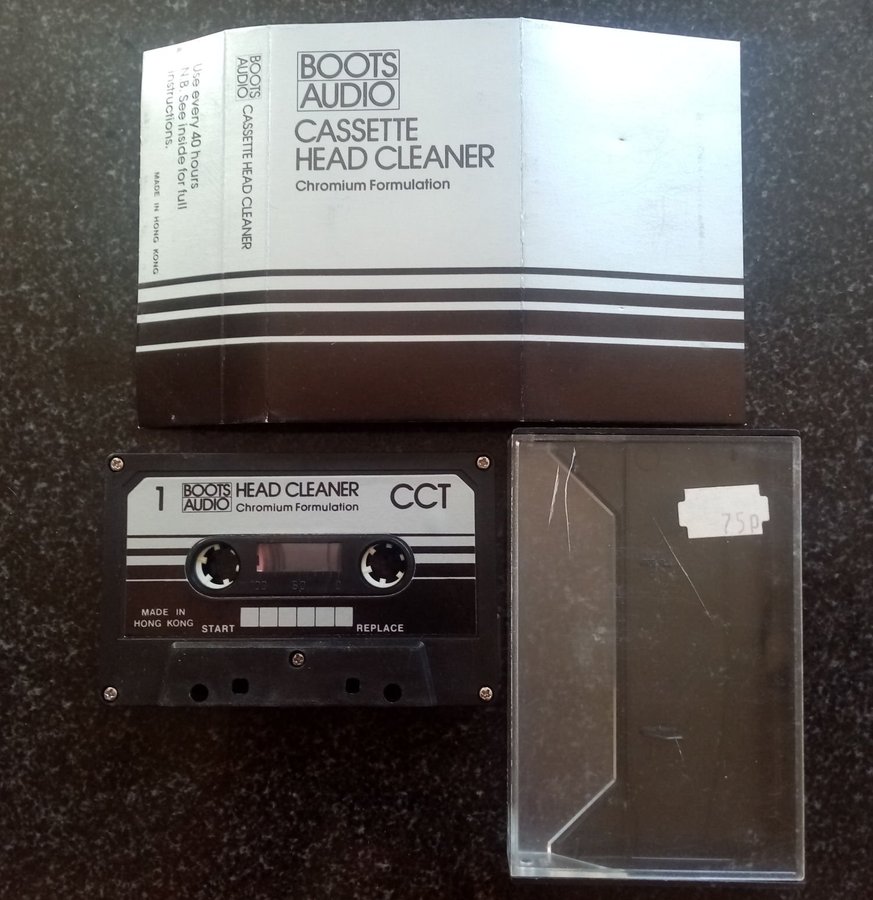 Use every 40 hours
N.B. See inside for full
instructions.
MADE IN HONG KONG
BOOTS
AUDIO
CASSETTE HEAD CLEANER
BOOTS
AUDIO
CASSETTE
HEAD CLEANER
Chromium Formulation
1
BOOTS
AUDIO
HEAD CLEANER
Chromium Formulation
CCT
MADE IN
HONG KONG
START
REPLACE
75p